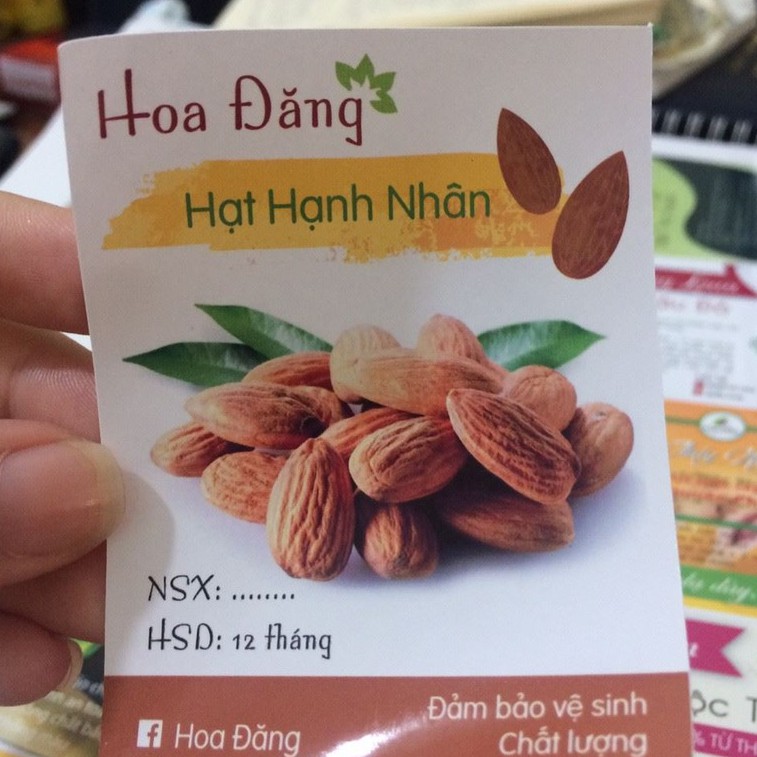 Hoa Đăng
Hạt Hạnh Nhân
NSX: ........
HSD: 12 tháng
Đảm bảo vệ sinh
Hoa Đăng
Chất lượng